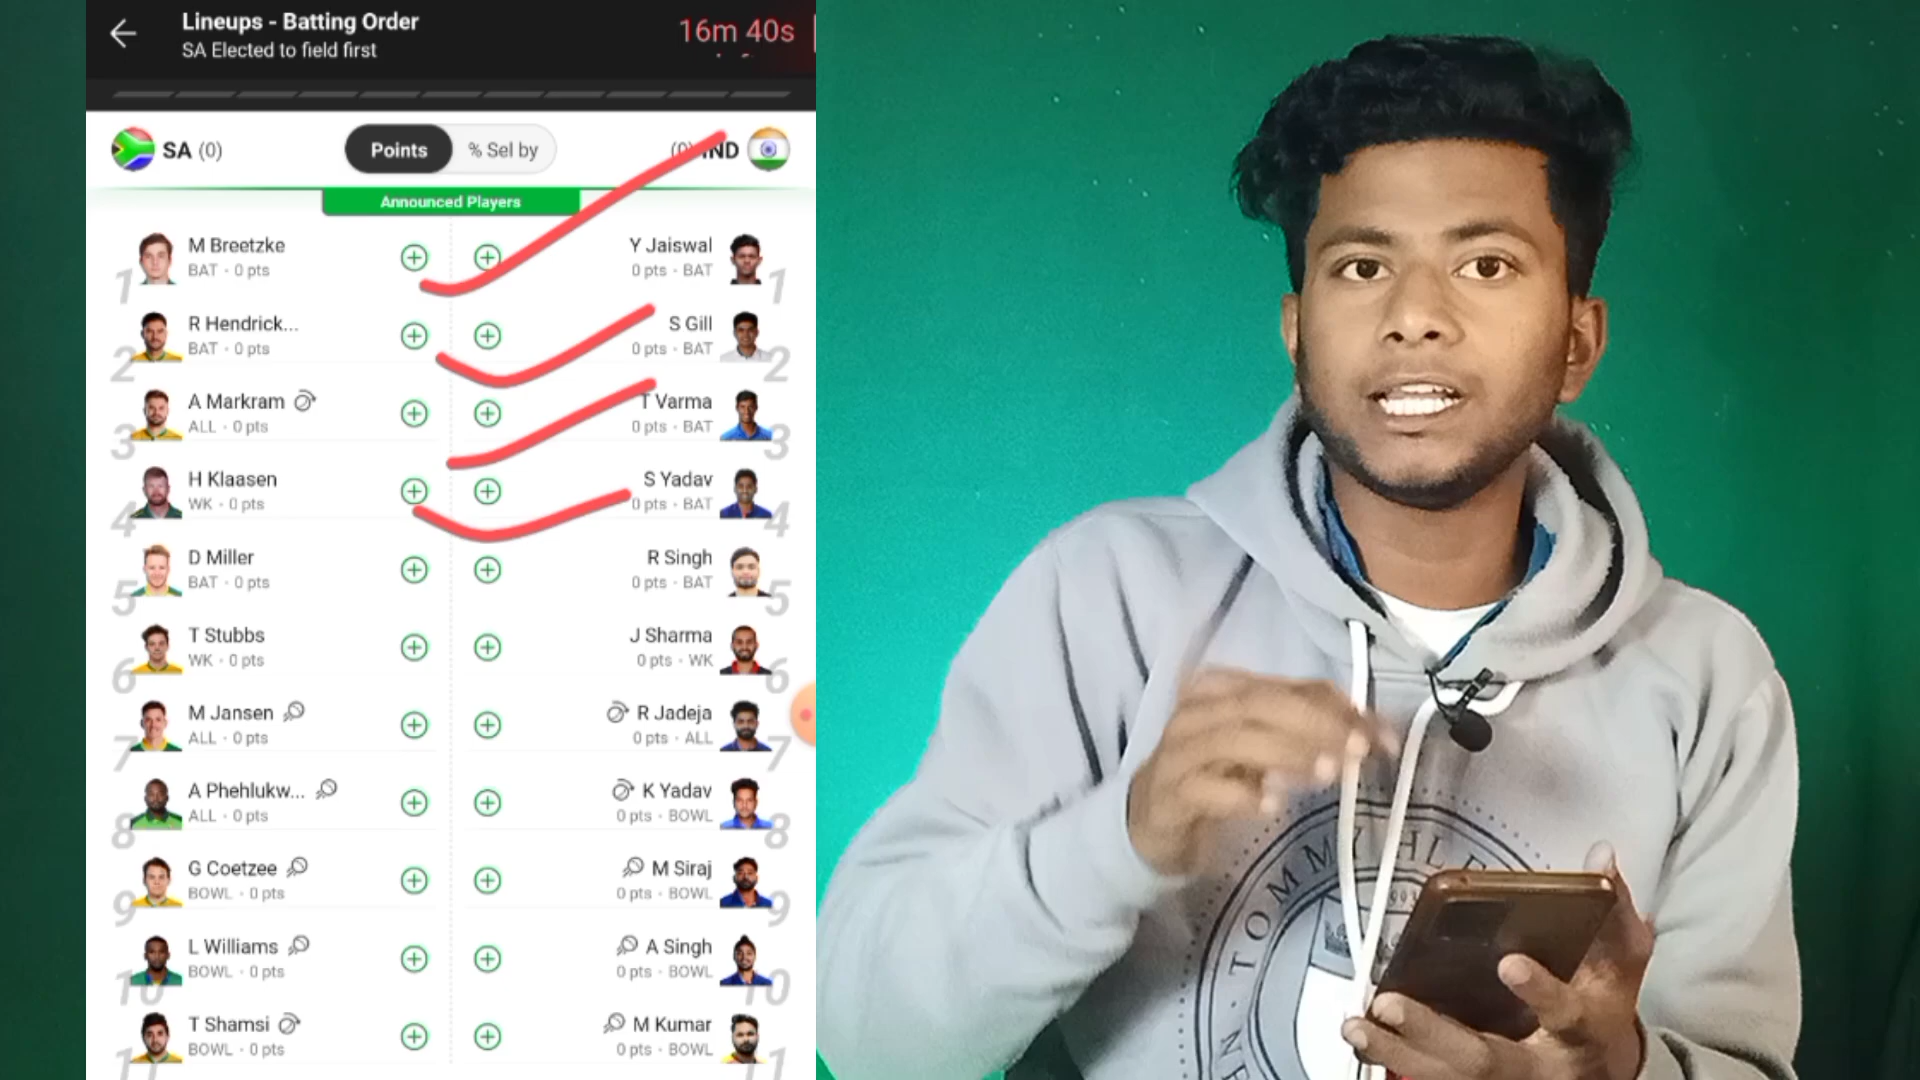 Lineups - Batting Order
SA Elected to field first
16m 40s
SA (0)
Points
% Sel by
(0) IND
Announced Players
1 M Breetzke
BAT · 0 pts
Y Jaiswal 1
0 pts · BAT
2 R Hendrick...
BAT · 0 pts
S Gill 2
0 pts · BAT
3 A Markram
ALL · 0 pts
T Varma 3
0 pts · BAT
4 H Klaasen
WK · 0 pts
S Yadav 4
0 pts · BAT
5 D Miller
BAT · 0 pts
R Singh 5
0 pts · BAT
6 T Stubbs
WK · 0 pts
J Sharma 6
0 pts · WK
7 M Jansen
ALL · 0 pts
R Jadeja 7
0 pts · ALL
8 A Phehlukw...
ALL · 0 pts
K Yadav 8
0 pts · BOWL
9 G Coetzee
BOWL · 0 pts
M Siraj 9
0 pts · BOWL
10 L Williams
BOWL · 0 pts
A Singh 10
0 pts · BOWL
11 T Shamsi
BOWL · 0 pts
M Kumar 11
0 pts · BOWL
TOMMY HLF